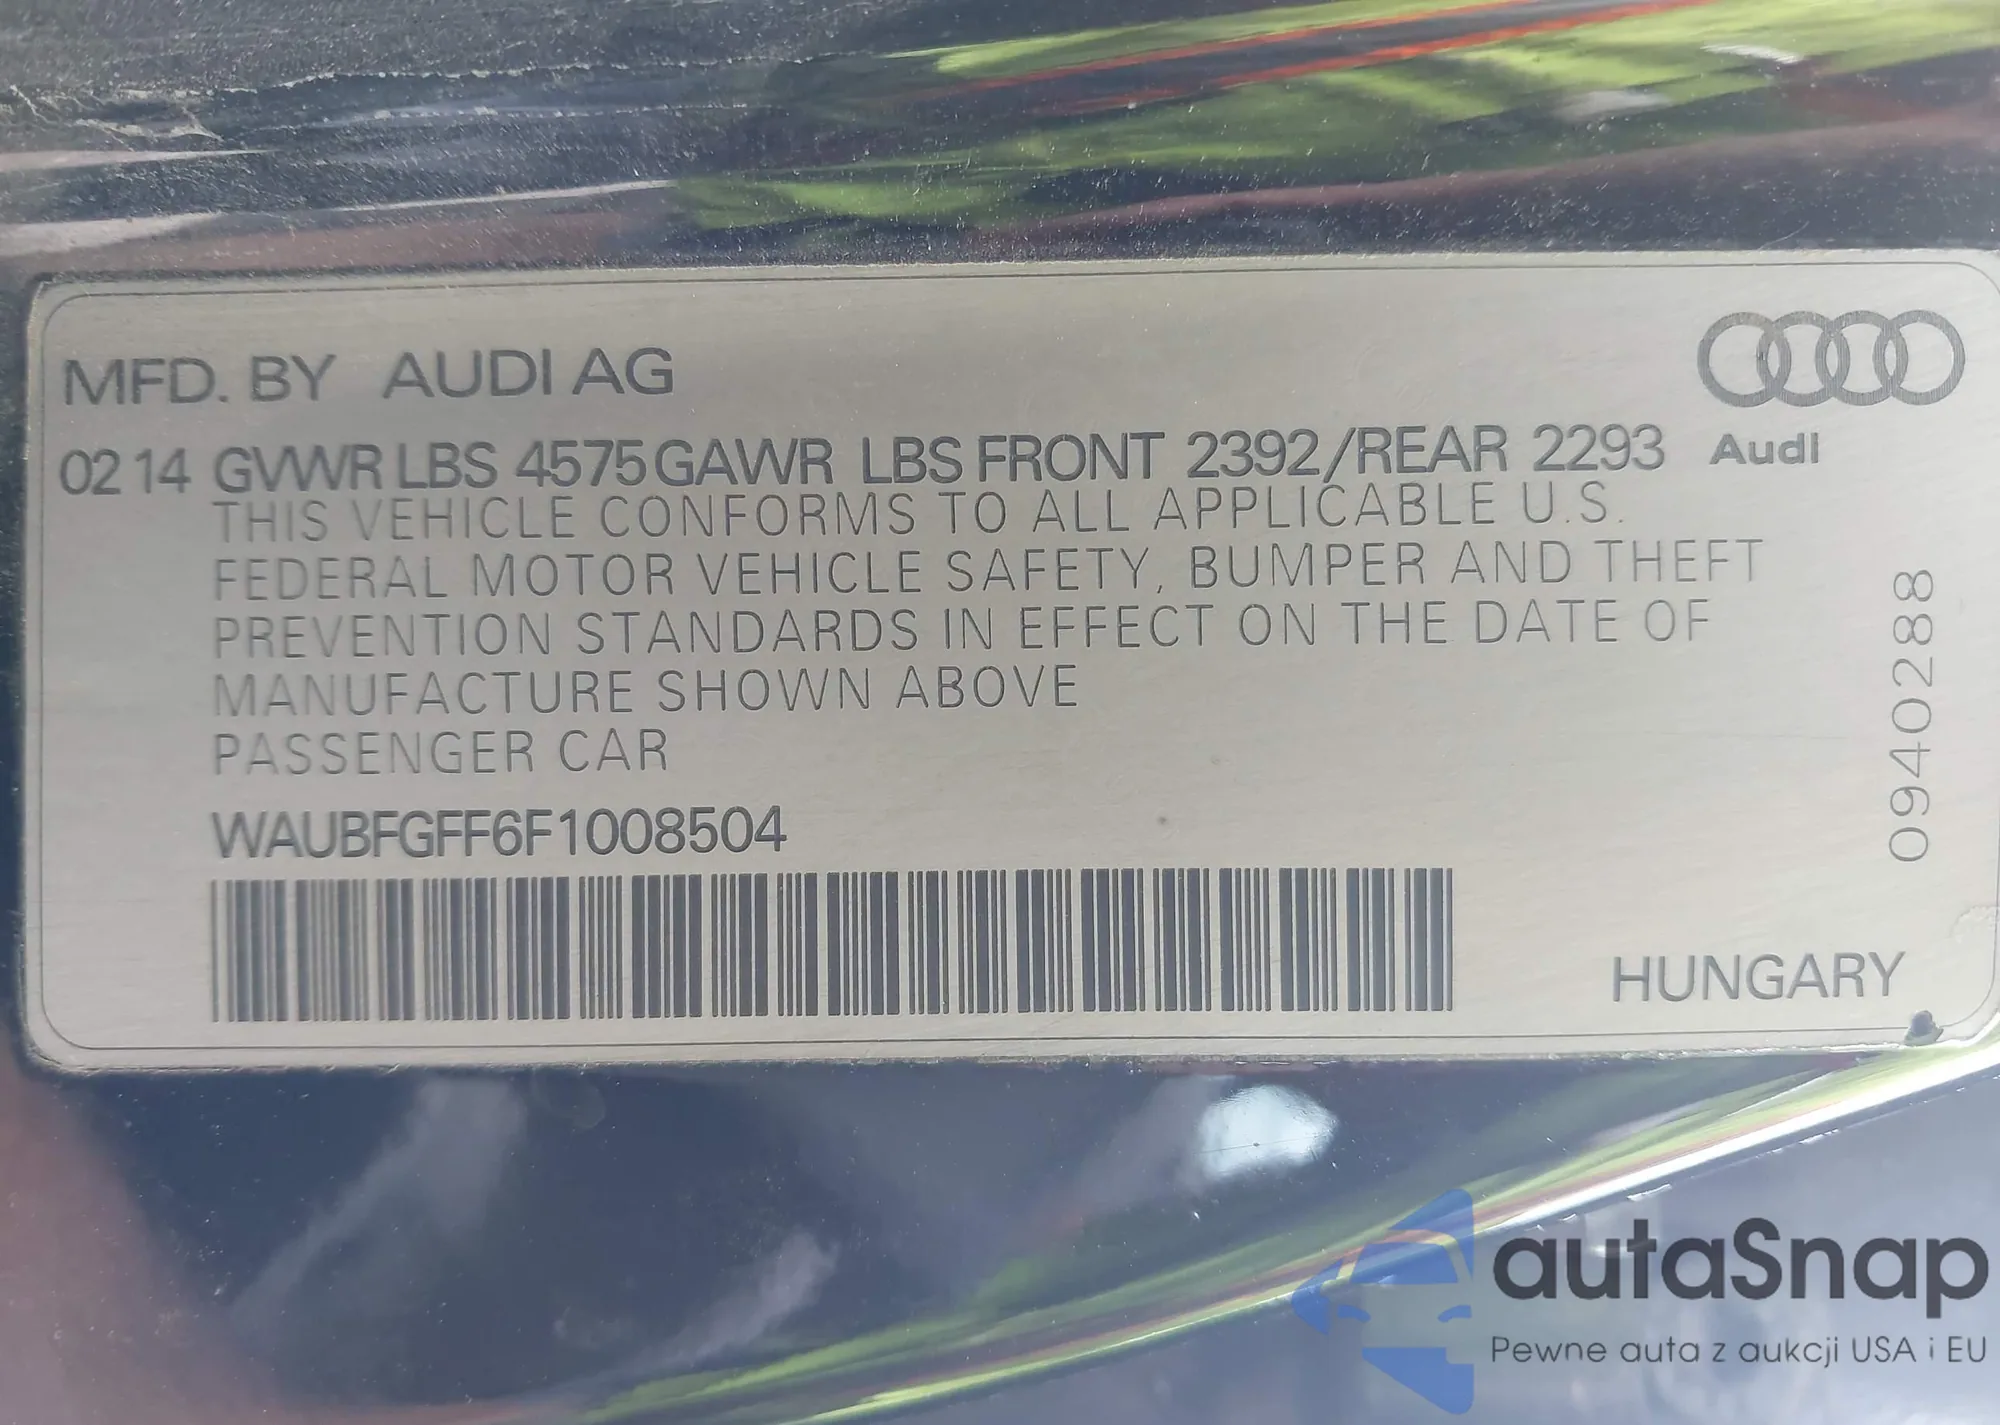 MFD. BY AUDI AG
0214 GVWR LBS 4575 GAWR LBS FRONT 2392/REAR 2293
Audi
THIS VEHICLE CONFORMS TO ALL APPLICABLE U.S.
FEDERAL MOTOR VEHICLE SAFETY, BUMPER AND THEFT
PREVENTION STANDARDS IN EFFECT ON THE DATE OF
MANUFACTURE SHOWN ABOVE
PASSENGER CAR
WAUBFGFF6F1008504
0940288
HUNGARY
autaSnap
Pewne auta z aukcji USA i EU